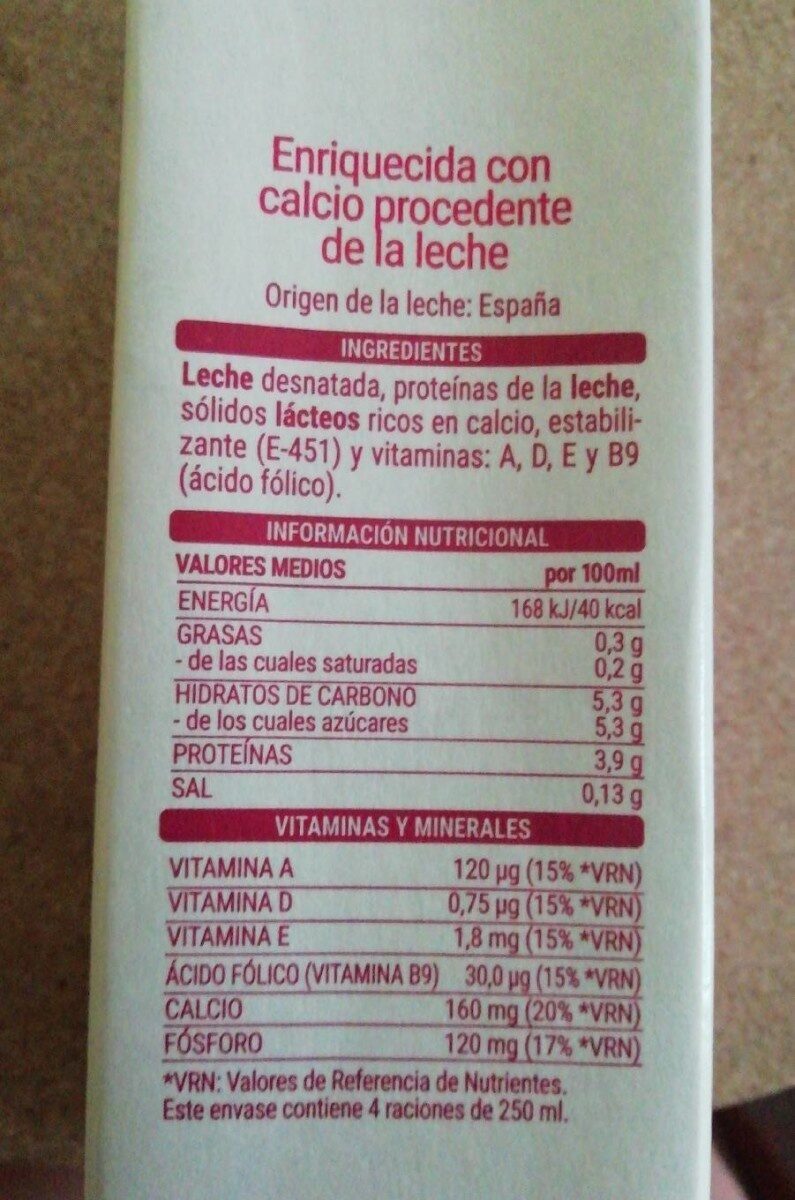 Enriquecida con
calcio procedente
de la leche
Origen de la leche: España
INGREDIENTES
Leche desnatada, proteínas de la leche,
sólidos lácteos ricos en calcio, estabili-
zante (E-451) y vitaminas: A, D, E y B9
(ácido fólico).
INFORMACIÓN NUTRICIONAL
VALORES MEDIOS por 100ml
ENERGÍA 168 kJ/40 kcal
GRASAS 0,3 g
- de las cuales saturadas 0,2 g
HIDRATOS DE CARBONO 5,3 g
- de los cuales azúcares 5,3 g
PROTEÍNAS 3,9 g
SAL 0,13 g
VITAMINAS Y MINERALES
VITAMINA A 120 µg (15% *VRN)
VITAMINA D 0,75 µg (15% *VRN)
VITAMINA E 1,8 mg (15% *VRN)
ÁCIDO FÓLICO (VITAMINA B9) 30,0 µg (15% *VRN)
CALCIO 160 mg (20% *VRN)
FÓSFORO 120 mg (17% *VRN)
*VRN: Valores de Referencia de Nutrientes.
Este envase contiene 4 raciones de 250 ml.